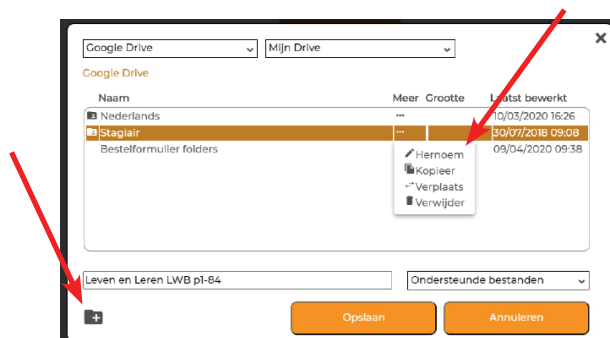 Google Drive Mijn Drive
Google Drive
Naam Meer Grootte Laatst bewerkt
Nederlands ... 10/03/2020 16:26
Stagiair ... 30/07/2018 09:08
Bestelformulier folders 09/04/2020 09:38
Hernoem
Kopieer
Verplaats
Verwijder
Leven en Leren LWB p1-84 Ondersteunde bestanden
Opslaan Annuleren